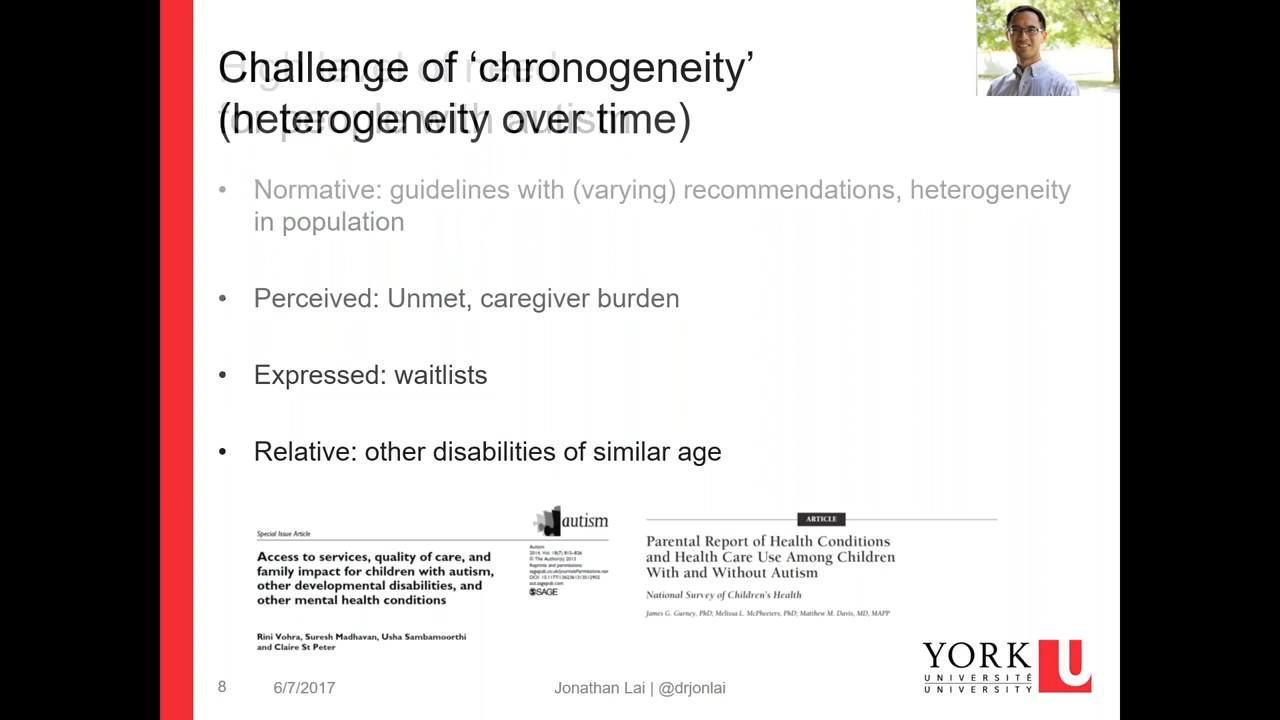 Challenge of ‘chronogeneity’
(heterogeneity over time)
• Normative: guidelines with (varying) recommendations, heterogeneity
in population
• Perceived: Unmet, caregiver burden
• Expressed: waitlists
• Relative: other disabilities of similar age
Special Issue Article
autism
Access to services, quality of care, and
family impact for children with autism,
other developmental disabilities, and
other mental health conditions
Autism
2014, Vol. 18(7) 815–826
© The Author(s) 2013
Reprints and permissions:
sagepub.co.uk/journalsPermissions.nav
DOI: 10.1177/1362361313512902
aut.sagepub.com
SAGE
Rini Vohra, Suresh Madhavan, Usha Sambamoorthi
and Claire St Peter
ARTICLE
Parental Report of Health Conditions
and Health Care Use Among Children
With and Without Autism
National Survey of Children's Health
James G. Gurney, PhD; Melissa L. McPheeters, PhD; Matthew M. Davis, MD, MAPP
YORK U
UNIVERSITÉ
UNIVERSITY
8
6/7/2017
Jonathan Lai | @drjonlai